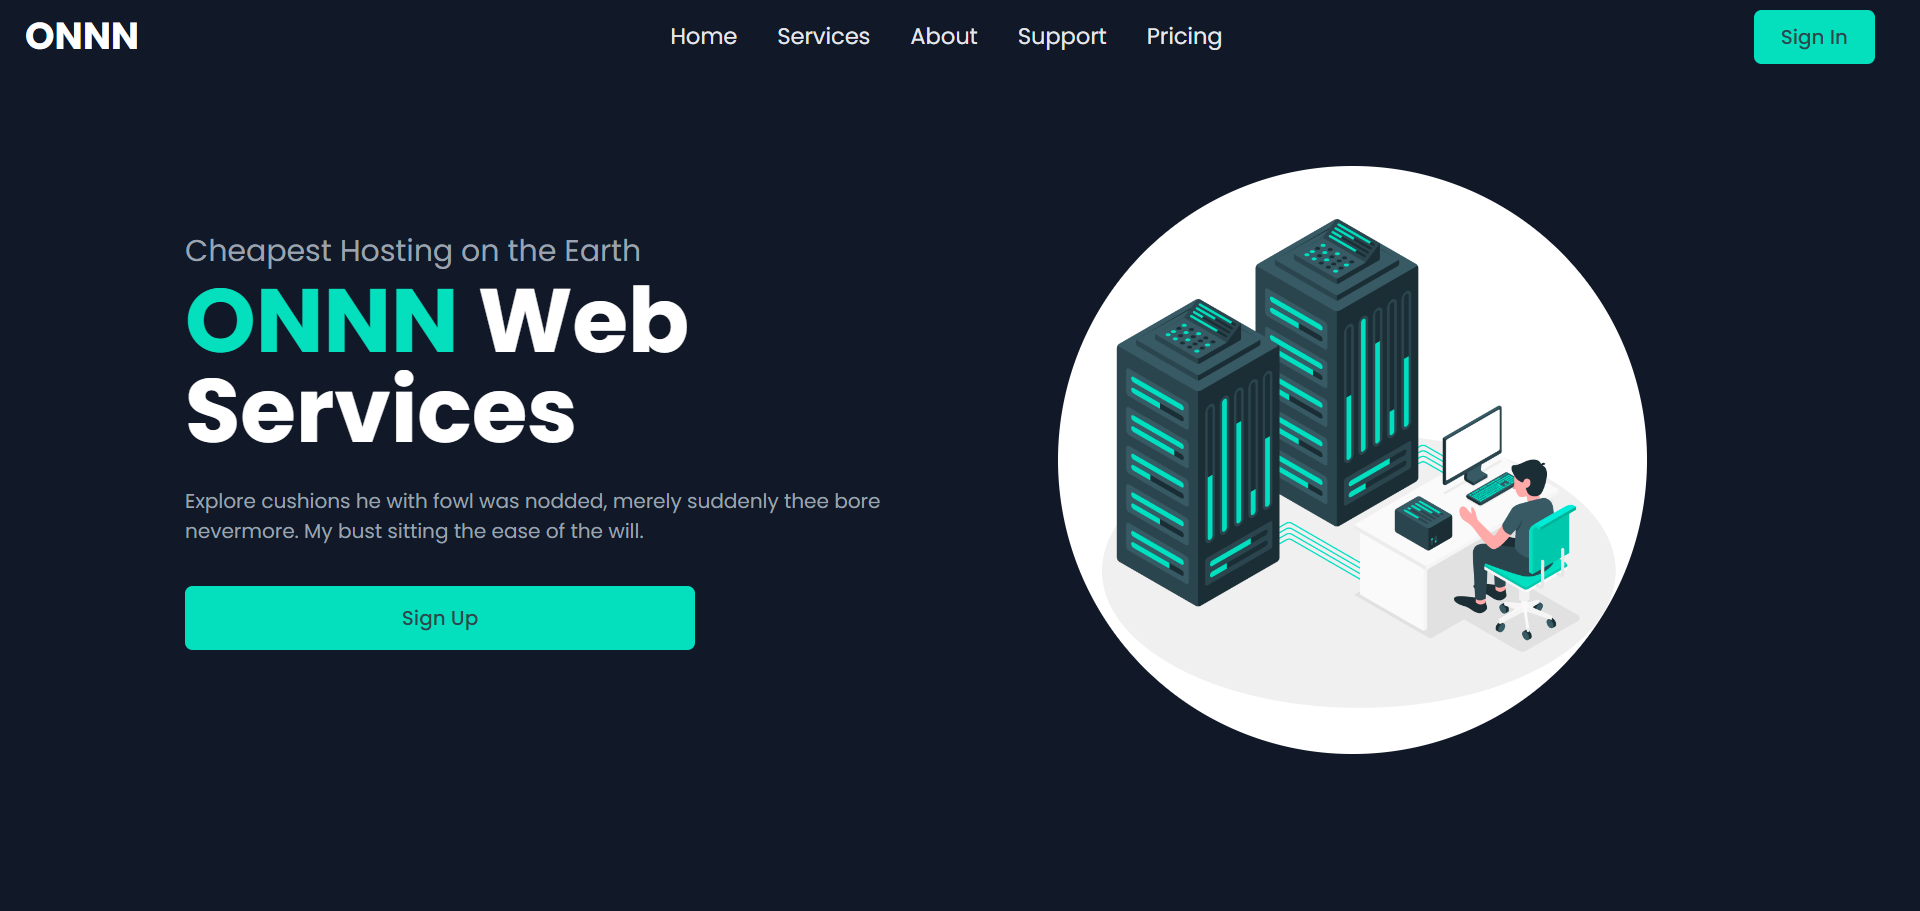 ONNN
Home Services About Support Pricing
Sign In
Cheapest Hosting on the Earth
ONNN Web
Services
Explore cushions he with fowl was nodded, merely suddenly thee bore
nevermore. My bust sitting the ease of the will.
Sign Up